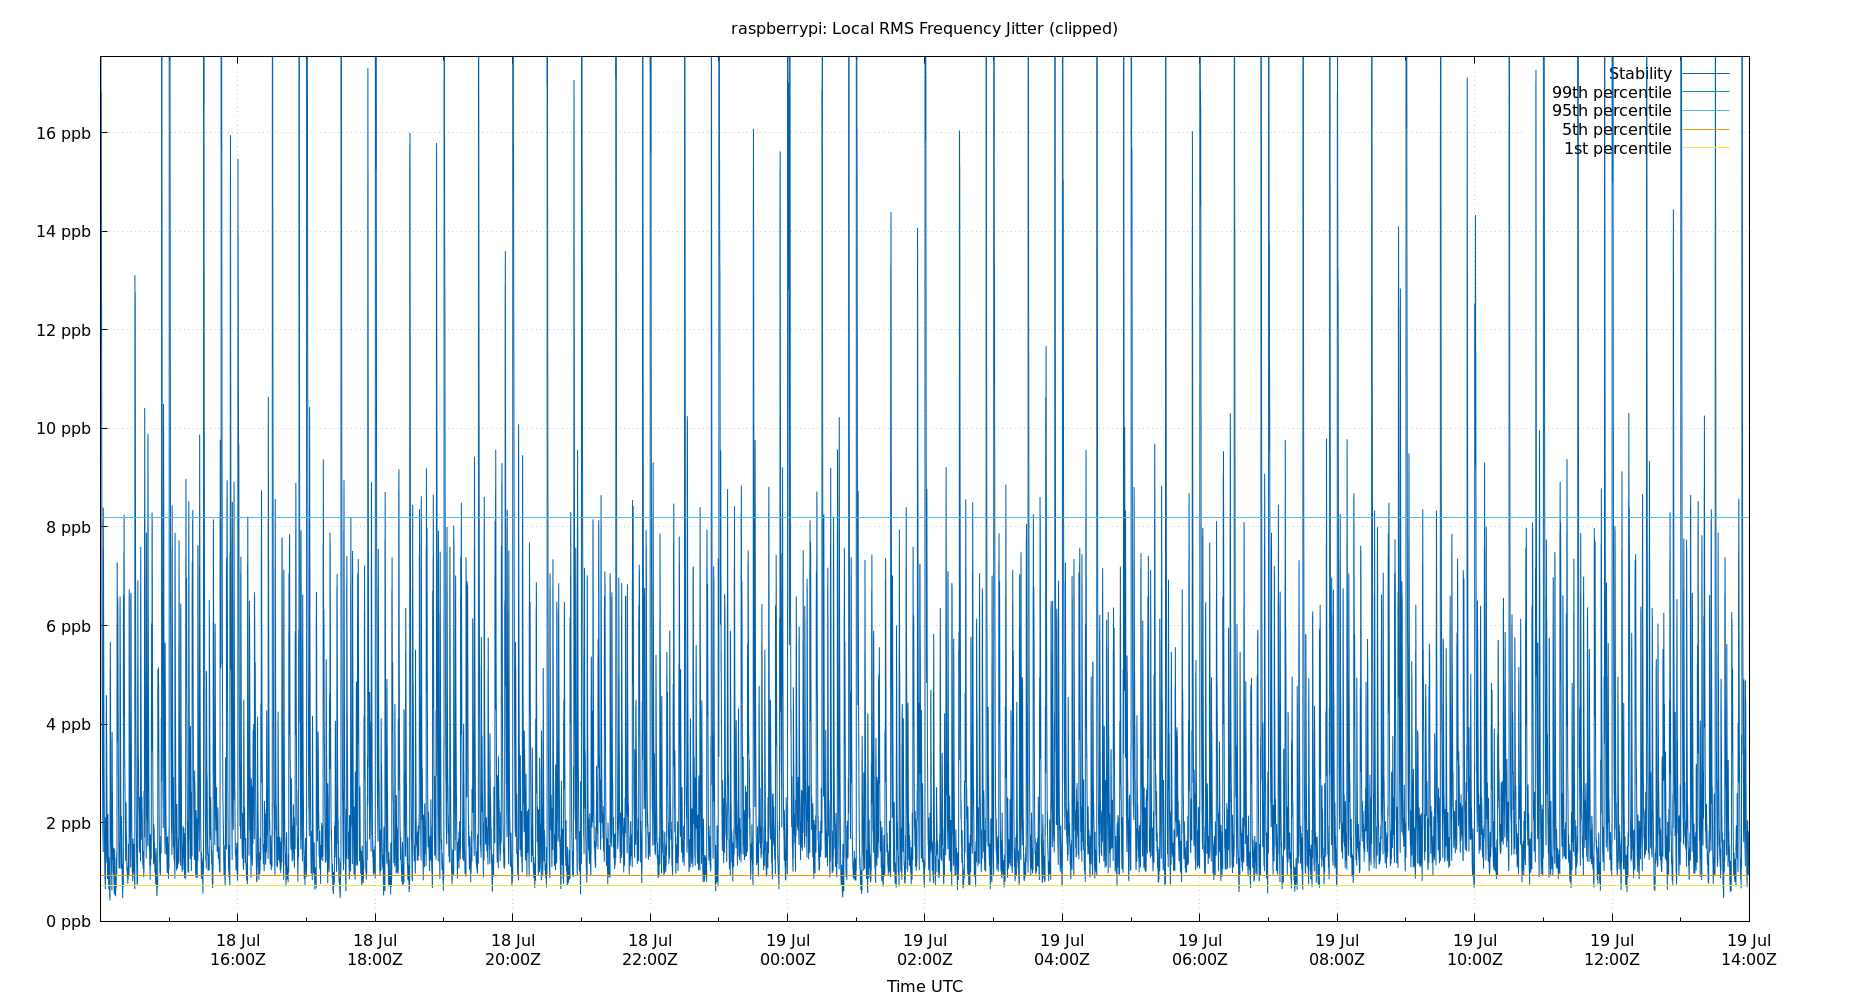 raspberrypi: Local RMS Frequency Jitter (clipped)
Stability
99th percentile
95th percentile
5th percentile
1st percentile
16 ppb
14 ppb
12 ppb
10 ppb
8 ppb
6 ppb
4 ppb
2 ppb
0 ppb
18 Jul
16:00Z
18 Jul
18:00Z
18 Jul
20:00Z
18 Jul
22:00Z
19 Jul
00:00Z
19 Jul
02:00Z
19 Jul
04:00Z
19 Jul
06:00Z
19 Jul
08:00Z
19 Jul
10:00Z
19 Jul
12:00Z
19 Jul
14:00Z
Time UTC